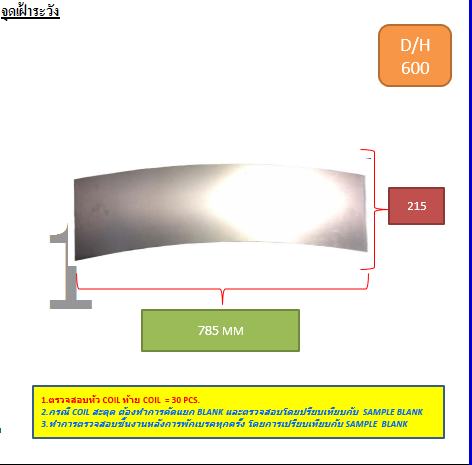 จุดเฝ้าระวัง
D/H
600
215
785 MM
1.ตรวจสอบหัว COIL ท้าย COIL = 30 PCS.
2.กรณี COIL สะดุด ต้องทำการคัดแยก BLANK และตรวจสอบโดยปรียบเทียบกับ SAMPLE BLANK
3.ทำการตรวจสอบชิ้นงานหลังการพักเบรคทุกครั้ง โดยการเปรียบเทียบกับ SAMPLE BLANK